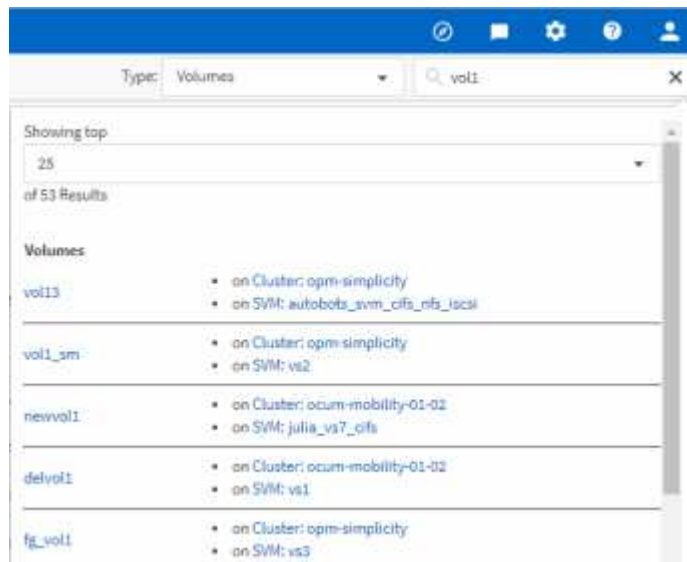 Type: Volumes vol1
Showing top
25
of 53 Results
Volumes
vol13
on Cluster: opm-simplicity
on SVM: autobots_svm_cifs_nfs_iscsi
vol1_sm
on Cluster: opm-simplicity
on SVM: vs2
newvol1
on Cluster: ocum-mobility-01-02
on SVM: julia_vs7_cifs
delvol1
on Cluster: ocum-mobility-01-02
on SVM: vs1
fg_vol1
on Cluster: opm-simplicity
on SVM: vs3